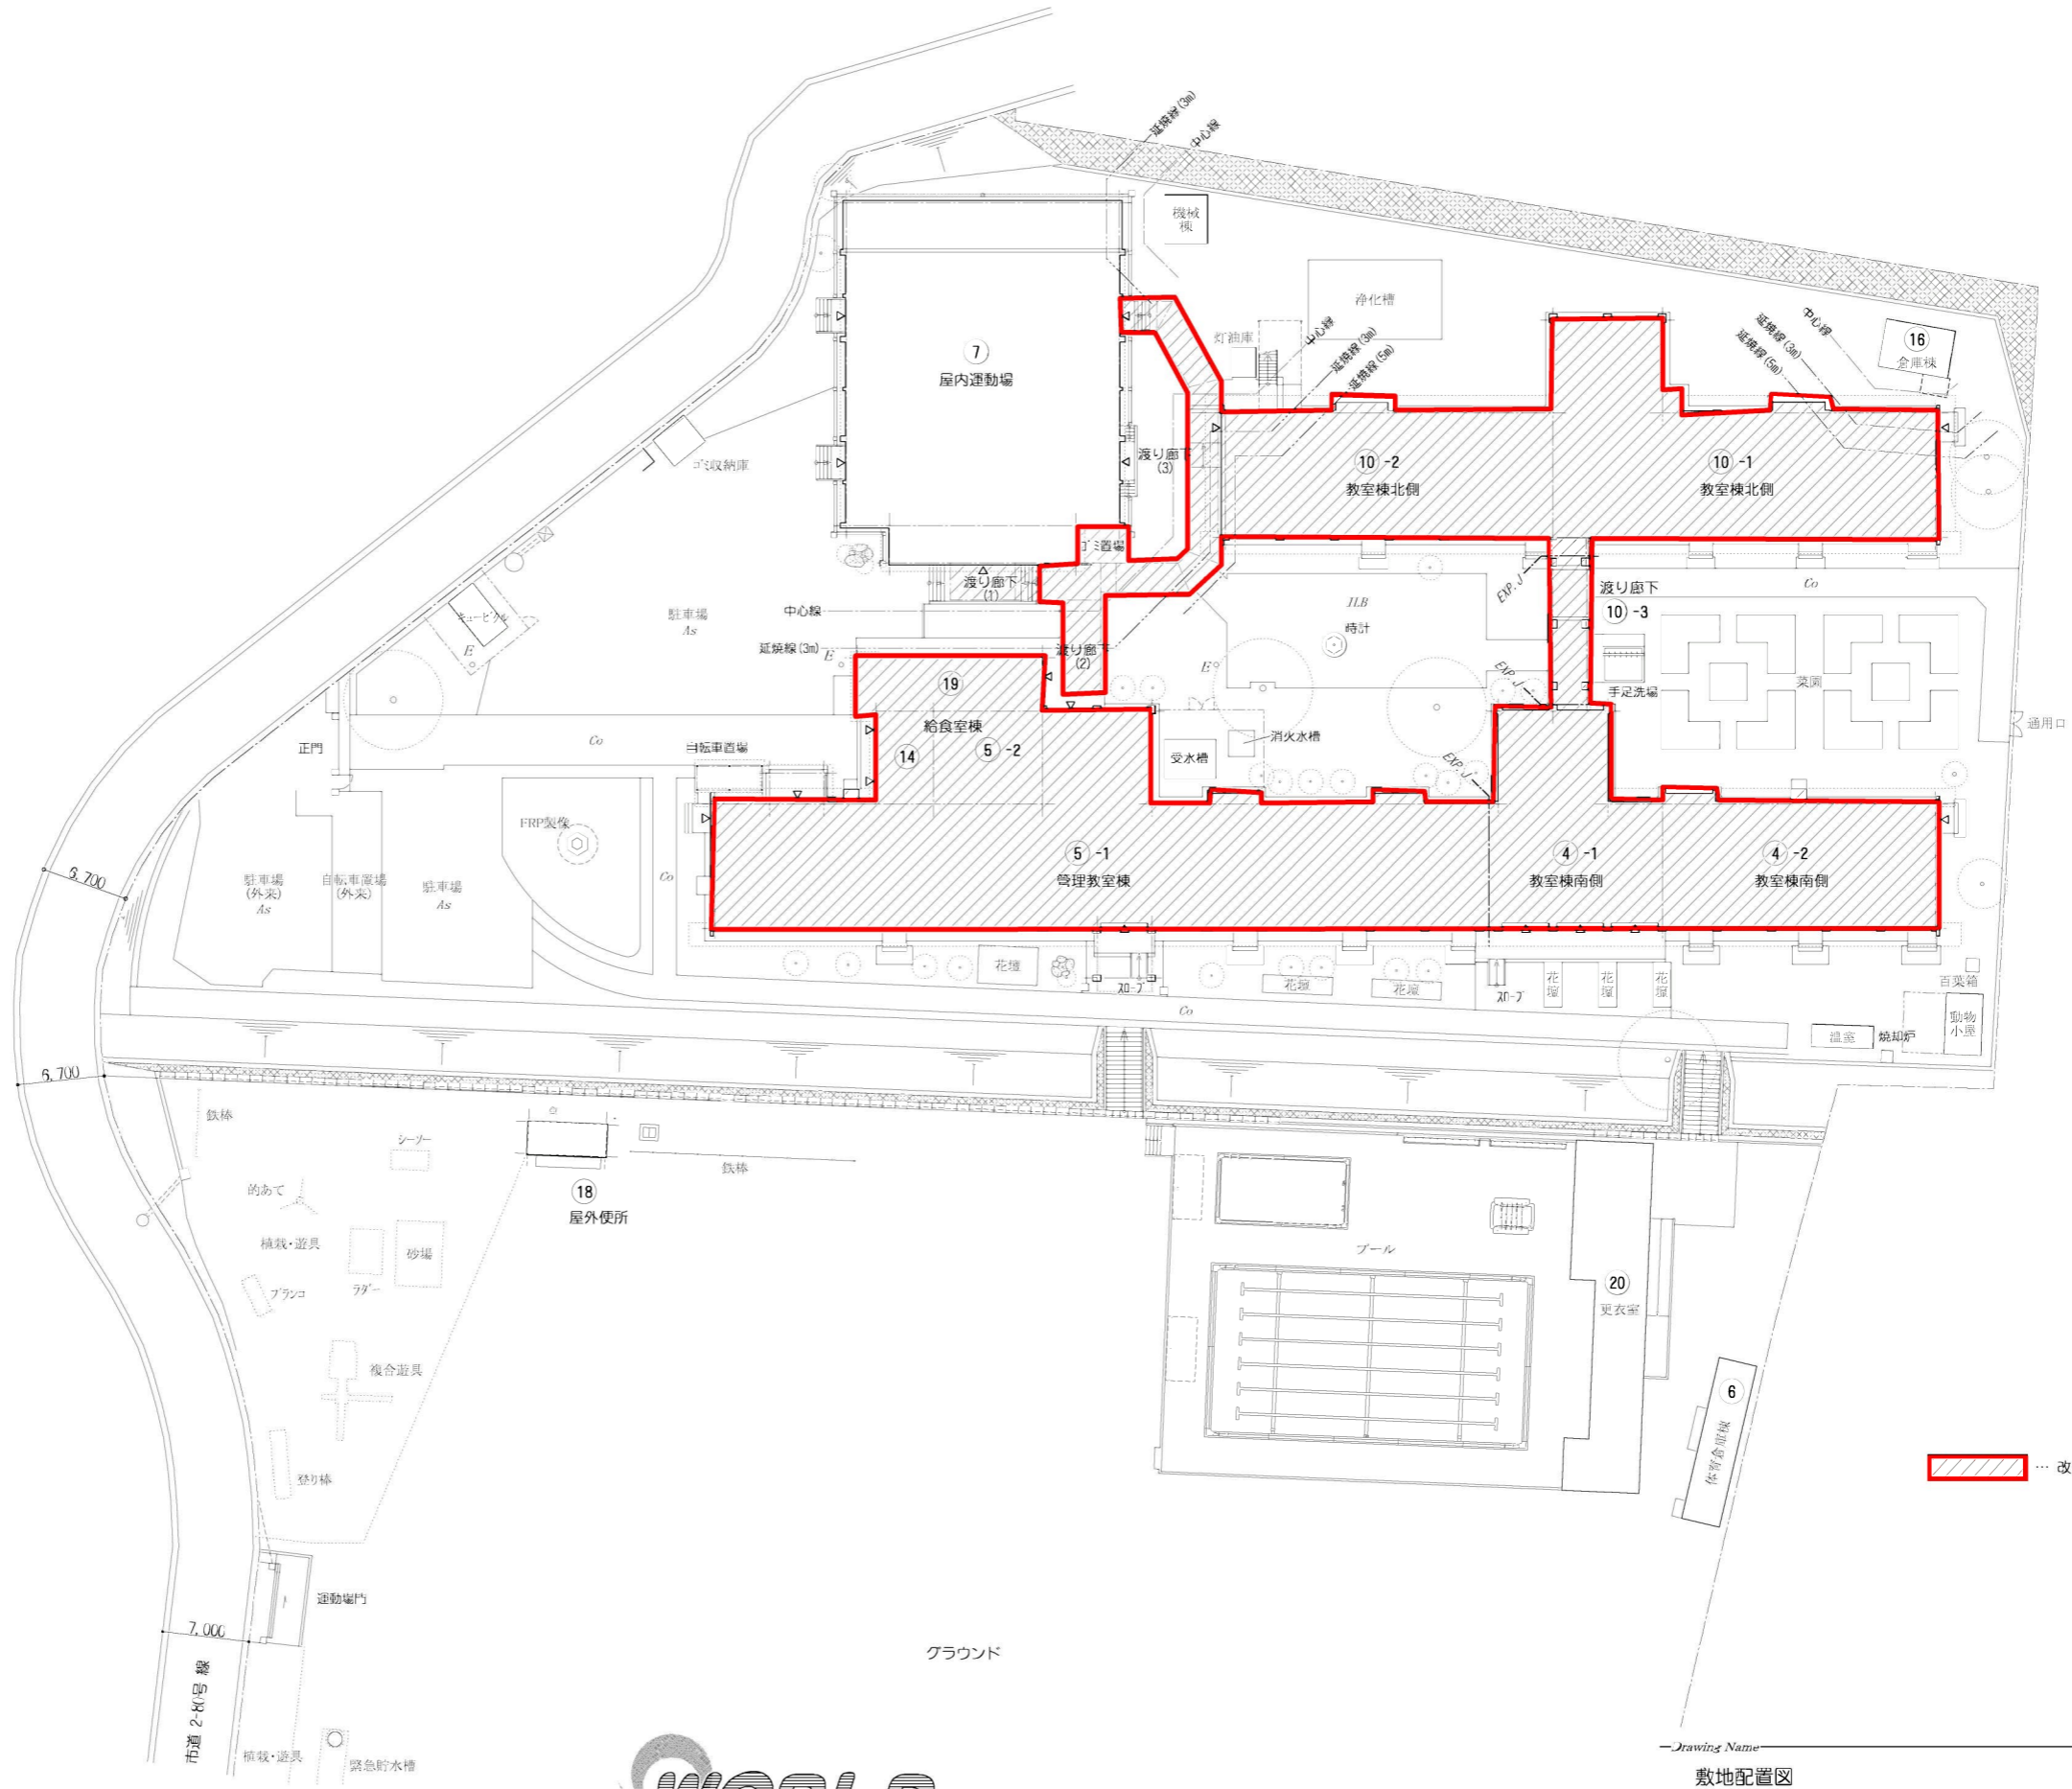 延焼線(3m)
中心線
機械
棟
浄化槽
灯油庫
中心線
延焼線(3m)
延焼線(5m)
中心線
延焼線(3m)
延焼線(5m)
16
倉庫棟
7
屋内運動場
ゴミ収納庫
渡り廊下
(3)
10 -2
教室棟北側
10 -1
教室棟北側
ゴミ置場
渡り廊下
(1)
中心線
延焼線(3m)
渡り廊下
(2)
キュービクル
E
駐車場
As
E
E
ILB
時計
EXP.J
EXP.J
EXP.J
渡り廊下
10 -3
手足洗場
Co
菜園
通用口
19
給食室棟
14
5 -2
受水槽
消火水槽
正門
Co
自転車置場
FRP製像
Co
5 -1
管理教室棟
4 -1
教室棟南側
4 -2
教室棟南側
6,700
駐車場
(外来)
As
自転車置場
(外来)
駐車場
As
花壇
スロープ
花壇
花壇
スロープ
花壇
花壇
花壇
百葉箱
動物
小屋
温室
焼却炉
Co
6,700
鉄棒
シーソー
鉄棒
18
屋外便所
的あて
植栽・遊具
砂場
ラダー
ブランコ
複合遊具
登り棒
プール
20
更衣室
6
体育倉庫棟
… 改
運動場門
7,000
市道 2-80号 線
グラウンド
植栽・遊具
緊急貯水槽
WORLD
Drawing Name
敷地配置図